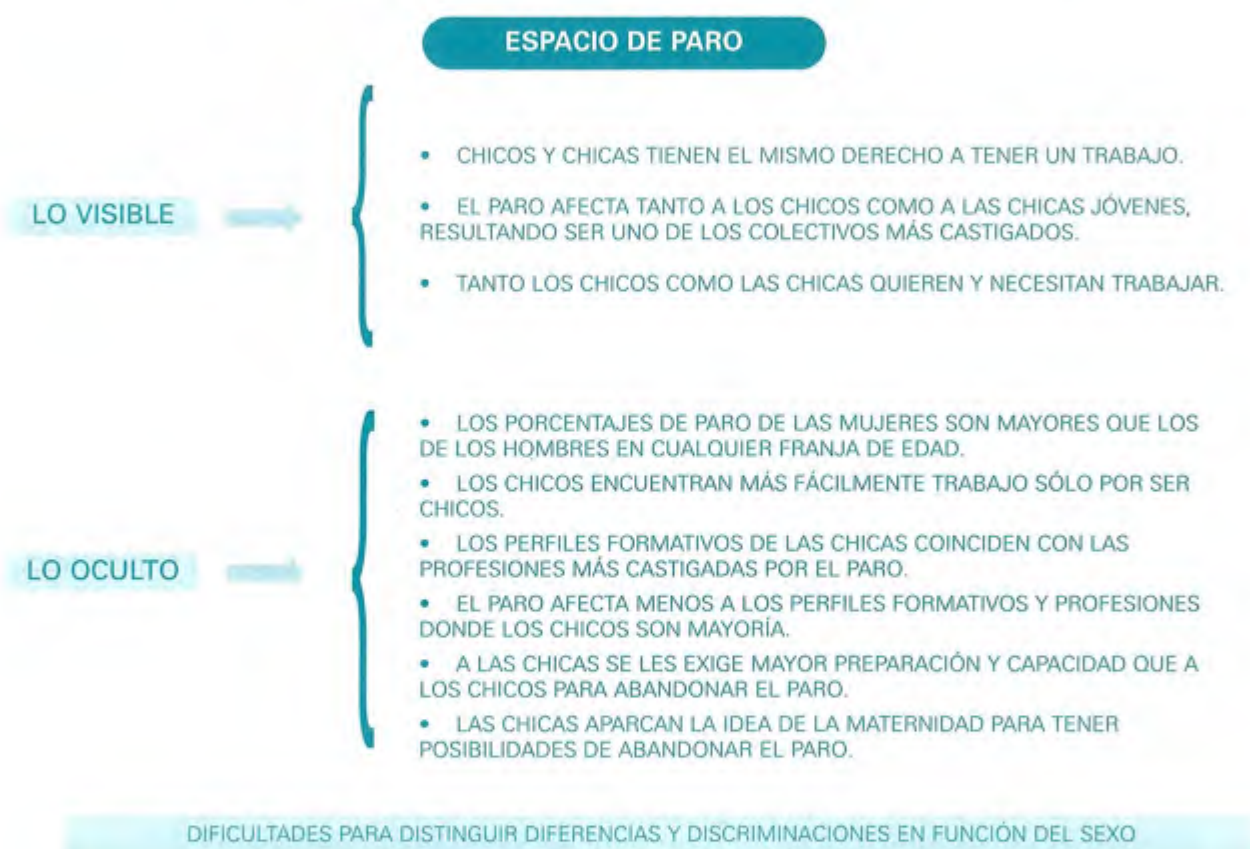 ESPACIO DE PARO
LO VISIBLE
• CHICOS Y CHICAS TIENEN EL MISMO DERECHO A TENER UN TRABAJO.
• EL PARO AFECTA TANTO A LOS CHICOS COMO A LAS CHICAS JÓVENES,
RESULTANDO SER UNO DE LOS COLECTIVOS MÁS CASTIGADOS.
• TANTO LOS CHICOS COMO LAS CHICAS QUIEREN Y NECESITAN TRABAJAR.
LO OCULTO
• LOS PORCENTAJES DE PARO DE LAS MUJERES SON MAYORES QUE LOS
DE LOS HOMBRES EN CUALQUIER FRANJA DE EDAD.
• LOS CHICOS ENCUENTRAN MÁS FÁCILMENTE TRABAJO SÓLO POR SER
CHICOS.
• LOS PERFILES FORMATIVOS DE LAS CHICAS COINCIDEN CON LAS
PROFESIONES MÁS CASTIGADAS POR EL PARO.
• EL PARO AFECTA MENOS A LOS PERFILES FORMATIVOS Y PROFESIONES
DONDE LOS CHICOS SON MAYORÍA.
• A LAS CHICAS SE LES EXIGE MAYOR PREPARACIÓN Y CAPACIDAD QUE A
LOS CHICOS PARA ABANDONAR EL PARO.
• LAS CHICAS APARCAN LA IDEA DE LA MATERNIDAD PARA TENER
POSIBILIDADES DE ABANDONAR EL PARO.
DIFICULTADES PARA DISTINGUIR DIFERENCIAS Y DISCRIMINACIONES EN FUNCIÓN DEL SEXO